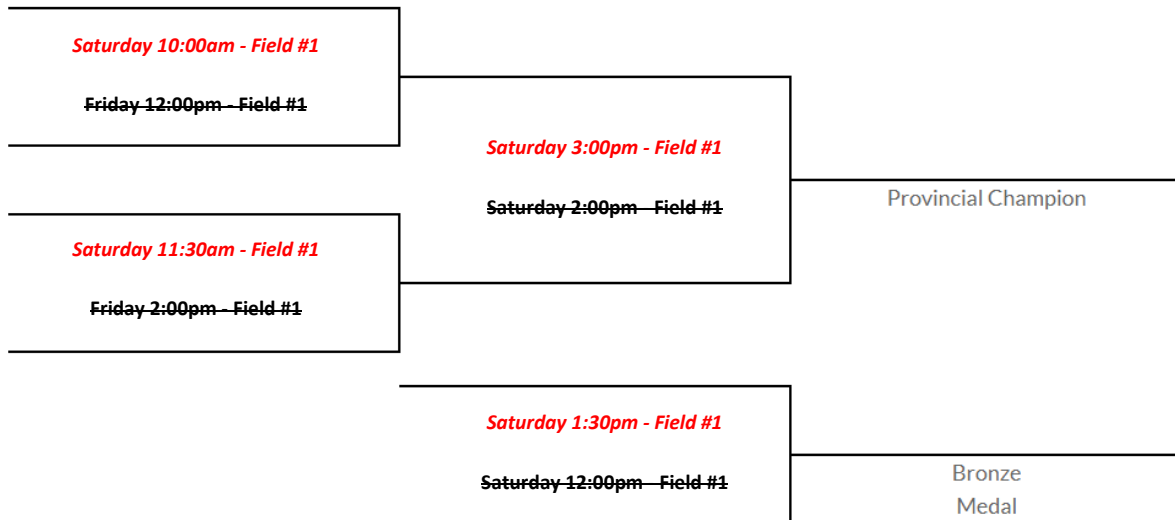 Saturday 10:00am - Field #1
Friday 12:00pm - Field #1
Saturday 3:00pm - Field #1
Saturday 2:00pm - Field #1
Provincial Champion
Saturday 11:30am - Field #1
Friday 2:00pm - Field #1
Saturday 1:30pm - Field #1
Saturday 12:00pm - Field #1
Bronze
Medal